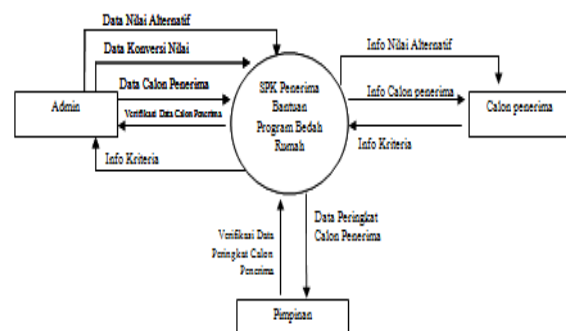 Data Nilai Alternatif
Data Konversi Nilai
Data Calon Penerima
Verifikasi Data Calon Penerima
Info Kriteria
Admin
SPK Penerima
Bantuan
Program Bedah
Rumah
Info Nilai Alternatif
Info Calon penerima
Info Kriteria
Calon penerima
Verifikasi Data
Peringkat Calon
Penerima
Data Peringkat
Calon Penerima
Pimpinan